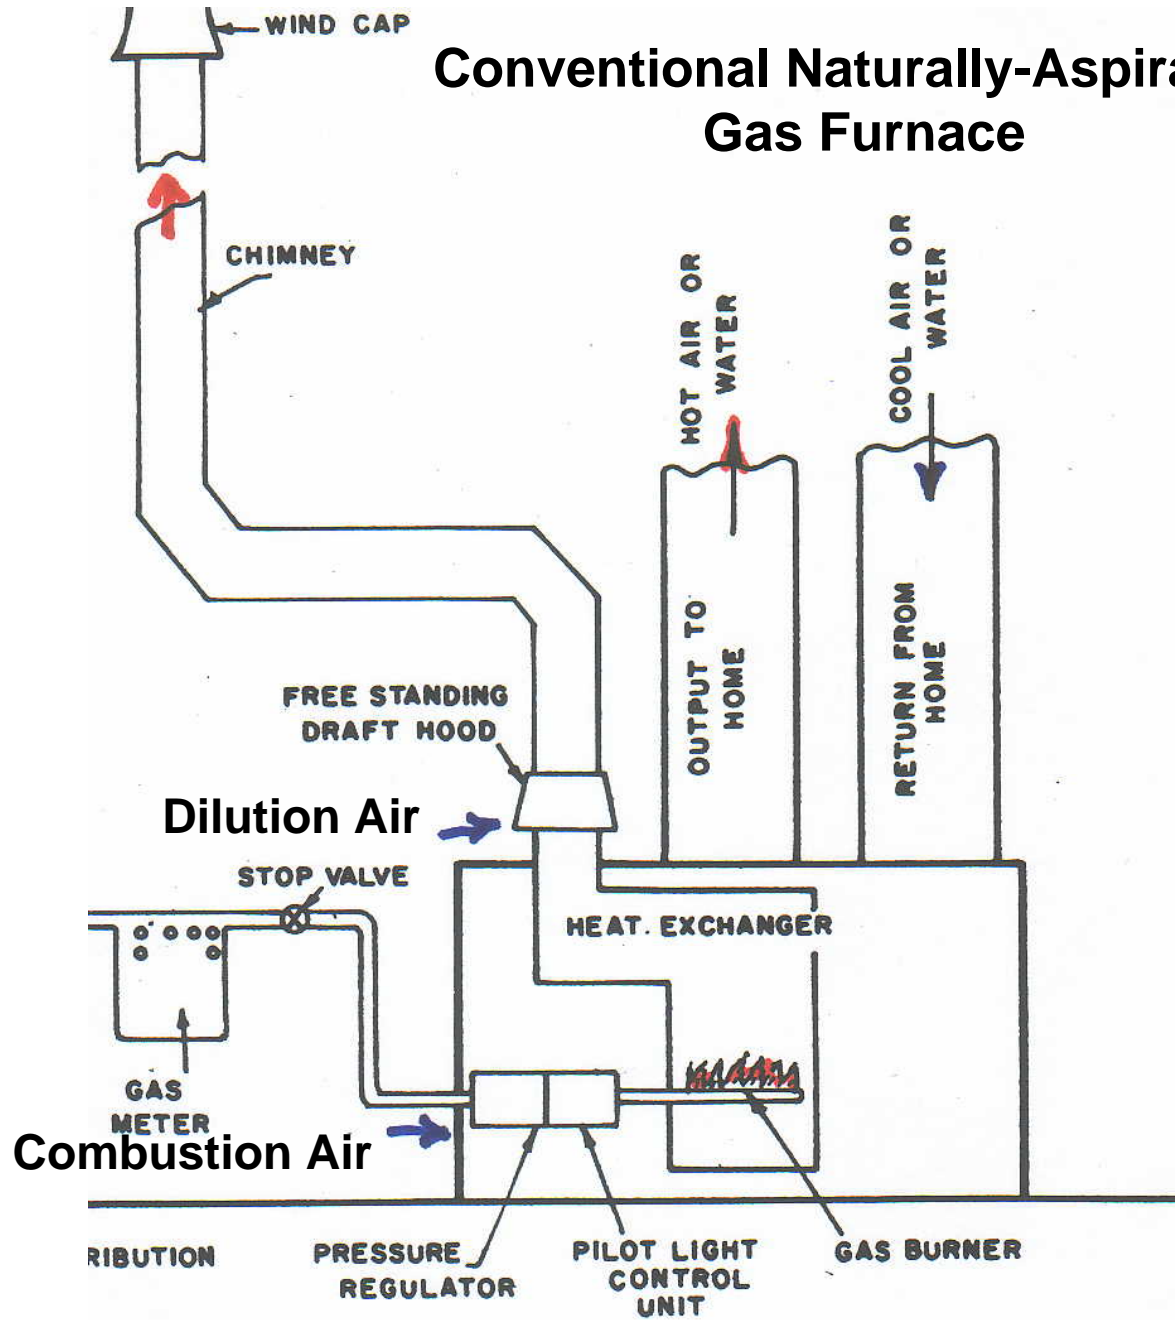 WIND CAP
Conventional Naturally-Aspira
Gas Furnace
CHIMNEY
HOT AIR OR
WATER
COOL AIR OR
WATER
OUTPUT TO
HOME
RETURN FROM
HOME
FREE STANDING
DRAFT HOOD
Dilution Air
STOP VALVE
HEAT. EXCHANGER
GAS
METER
Combustion Air
RIBUTION
PRESSURE
REGULATOR
PILOT LIGHT
CONTROL
UNIT
GAS BURNER